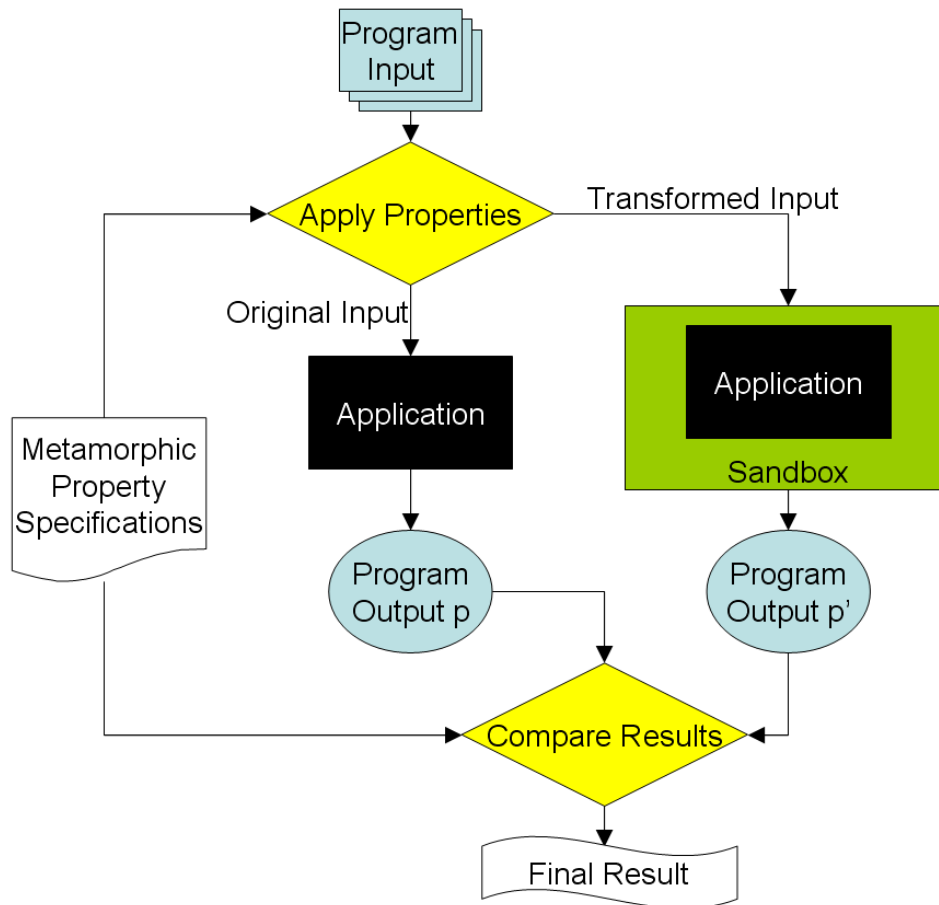 Program
Input
Apply Properties
Transformed Input
Original Input
Application
Application
Sandbox
Metamorphic
Property
Specifications
Program
Output p
Program
Output p’
Compare Results
Final Result